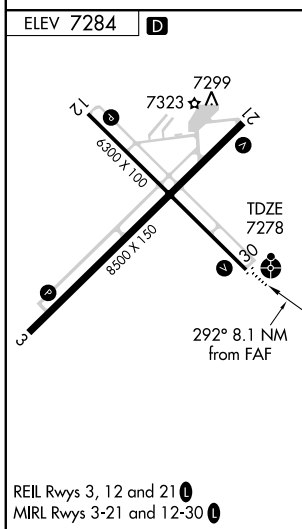 ELEV 7284 D
7299
7323
12
21
P
6300 X 100
V
TDZE
7278
8500 X 150
30
P
V
3
292° 8.1 NM
from FAF
REIL Rwys 3, 12 and 21 L
MIRL Rwys 3-21 and 12-30 L